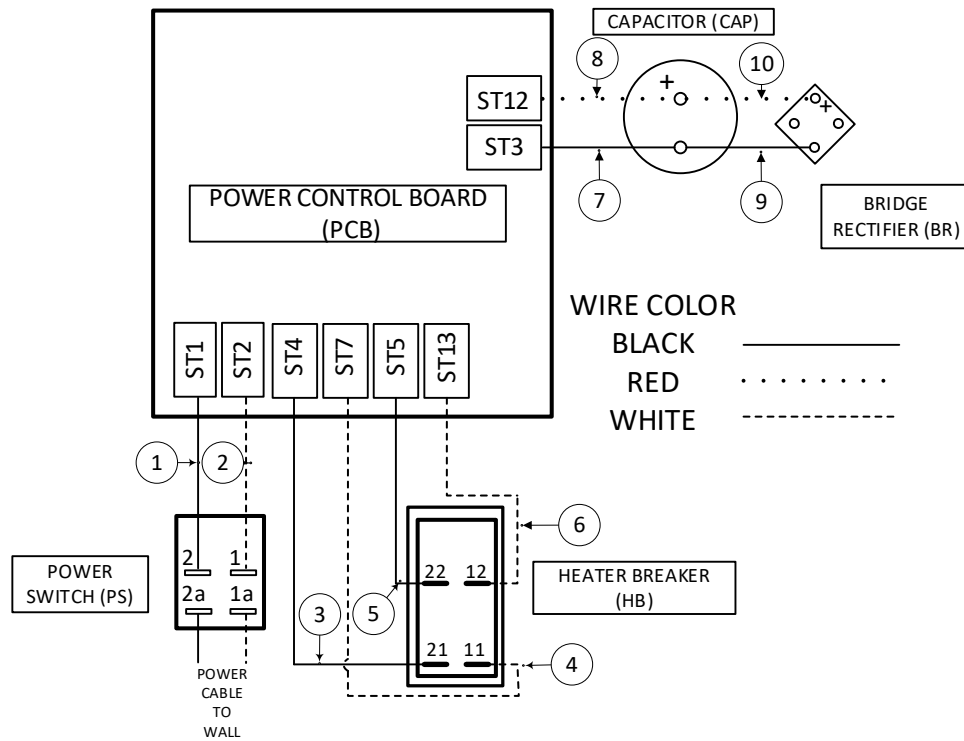 CAPACITOR (CAP)
8
10
+
+
ST12
ST3
7
9
POWER CONTROL BOARD
(PCB)
BRIDGE
RECTIFIER (BR)
WIRE COLOR
BLACK
RED
WHITE
ST1
ST2
ST4
ST7
ST5
ST13
1
2
6
POWER
SWITCH (PS)
2
1
2a
1a
22
12
HEATER BREAKER
(HB)
3
5
21
11
4
POWER
CABLE
TO
WALL